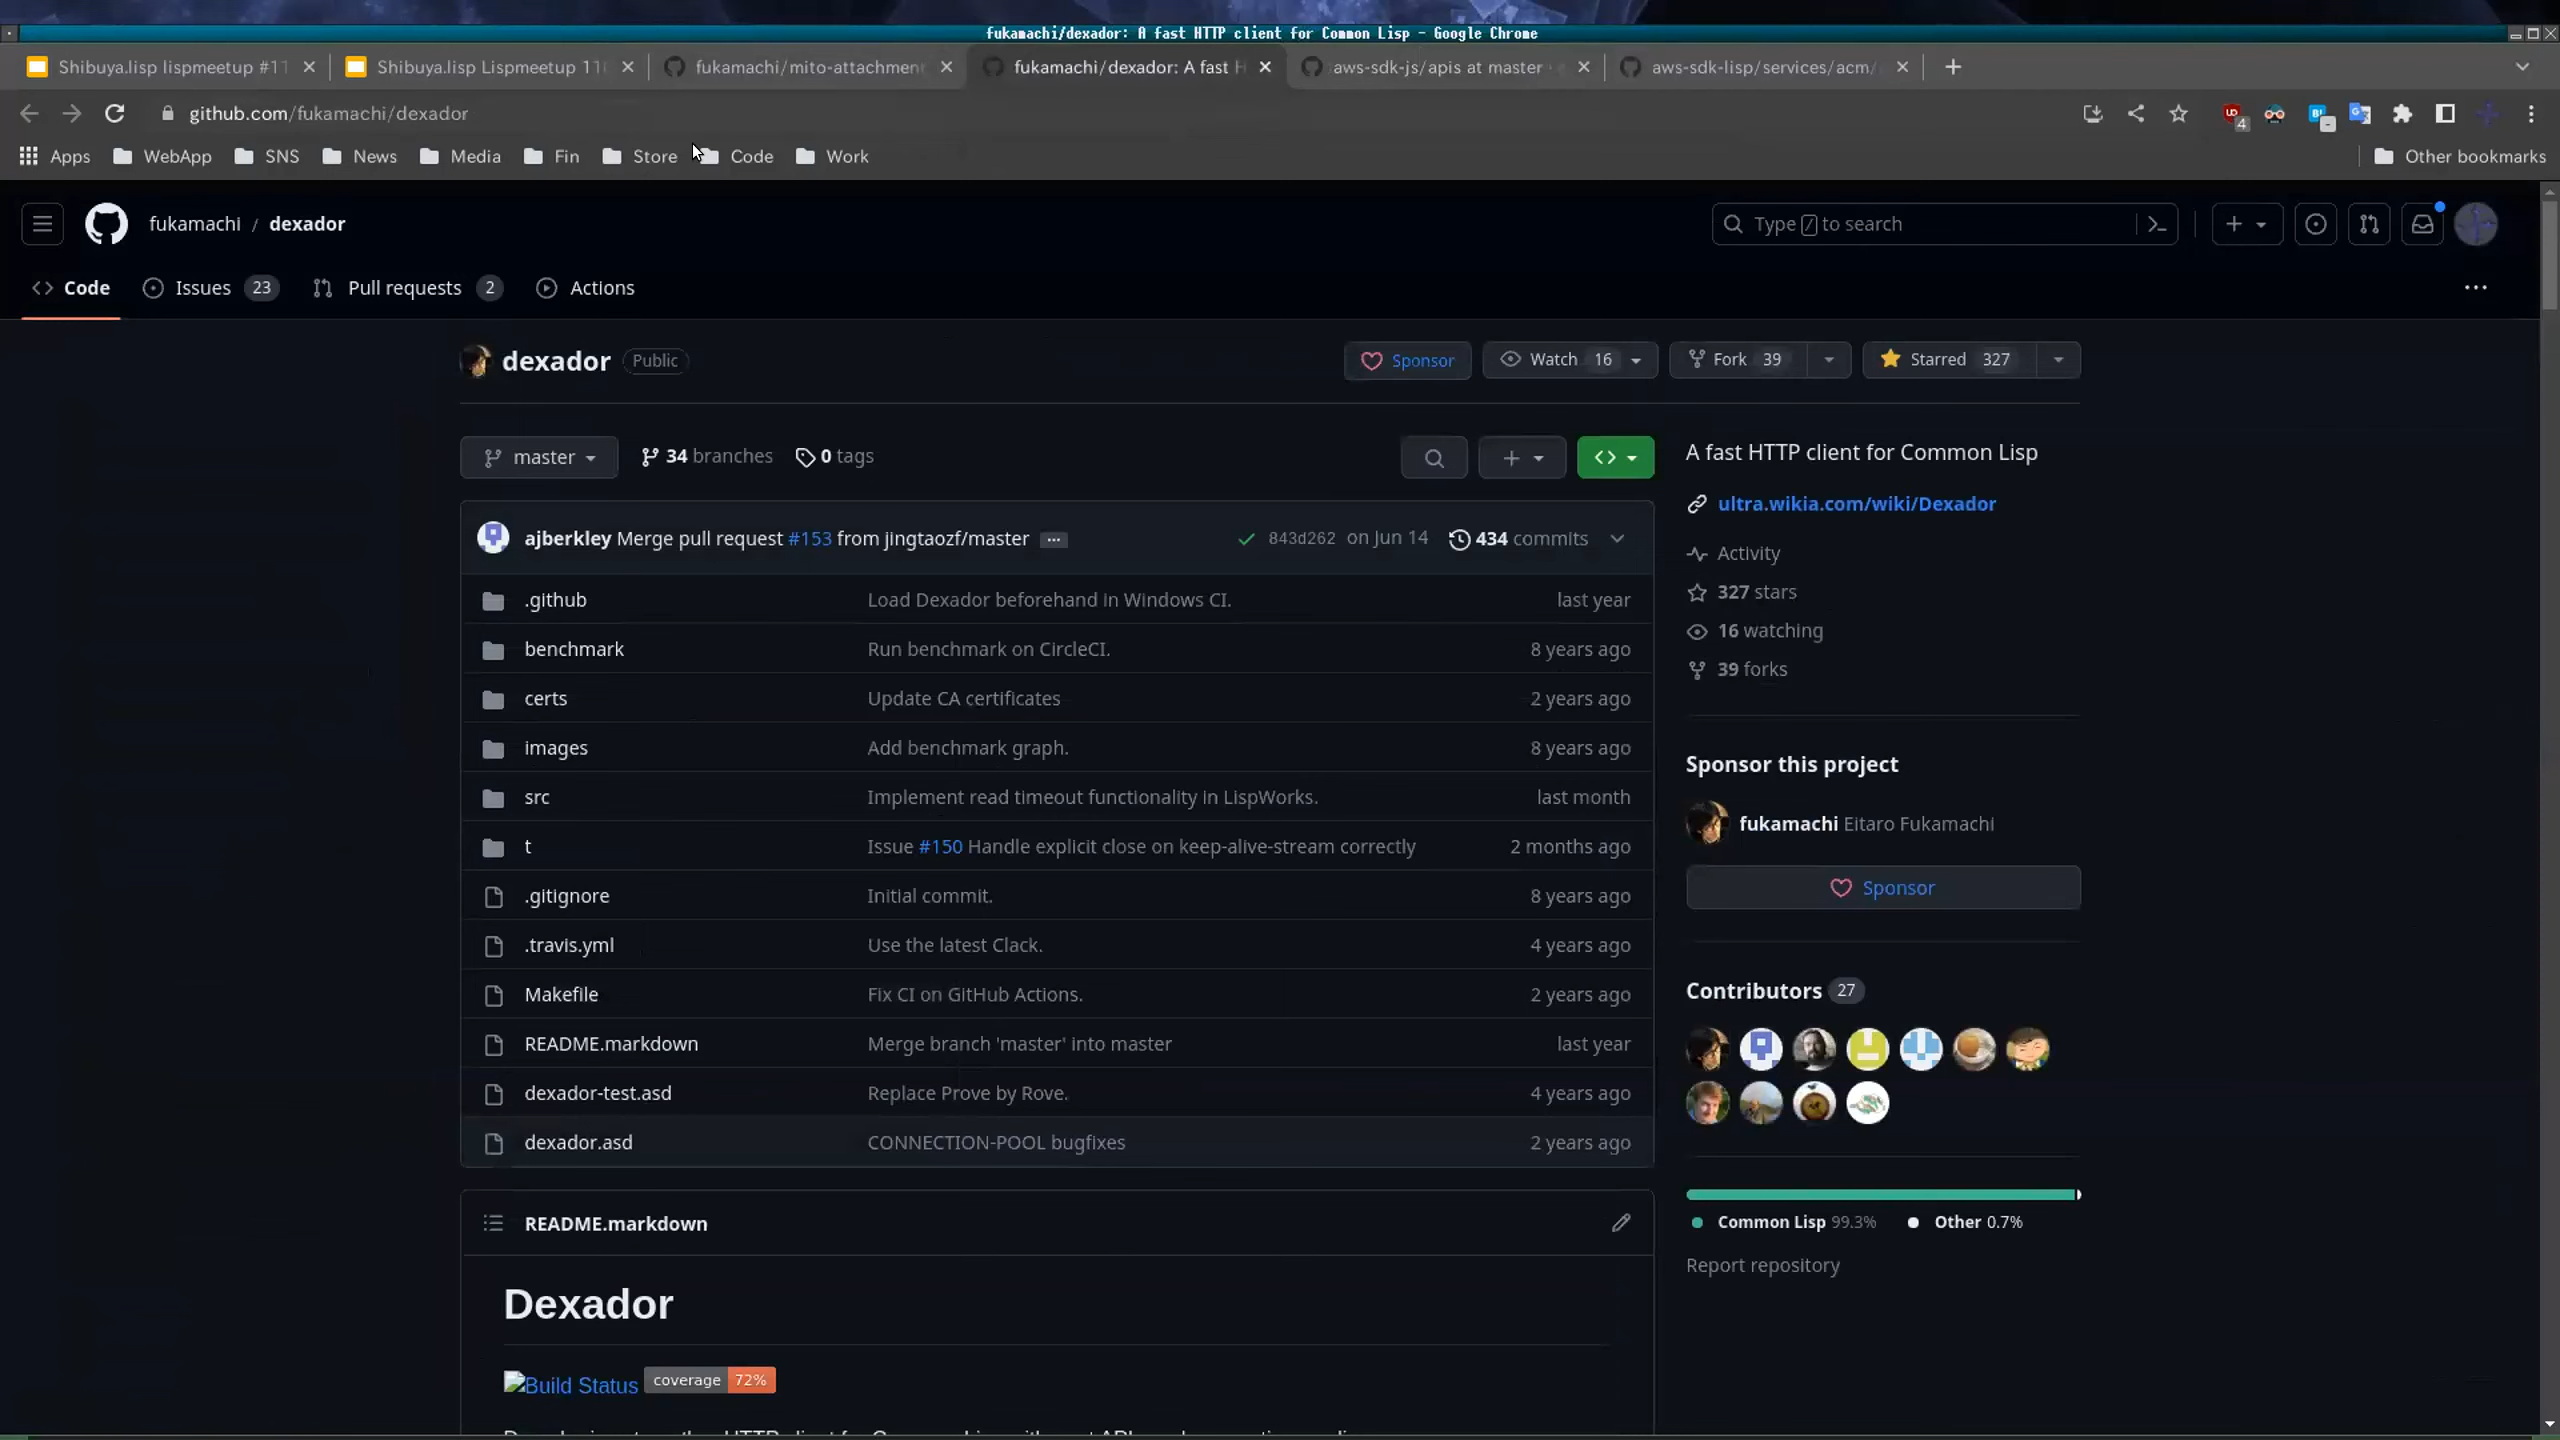 fukamachi/dexador: A fast HTTP client for Common Lisp - Google Chrome
Shibuya.lisp lispmeetup #11
Shibuya.lisp Lispmeetup 11
fukamachi/mito-attachment
fukamachi/dexador: A fast H
aws-sdk-js/apis at master
aws-sdk-lisp/services/acm/
github.com/fukamachi/dexador
4
Apps
WebApp
SNS
News
Media
Fin
Store
Code
Work
Other bookmarks
fukamachi / dexador
Type / to search
Code
Issues 23
Pull requests 2
Actions
dexador Public
Sponsor
Watch 16
Fork 39
Starred 327
master
34 branches
0 tags
A fast HTTP client for Common Lisp
ultra.wikia.com/wiki/Dexador
Activity
327 stars
16 watching
39 forks
ajberkley Merge pull request #153 from jingtaozf/master ... 843d262 on Jun 14 434 commits
.github Load Dexador beforehand in Windows CI. last year
benchmark Run benchmark on CircleCI. 8 years ago
certs Update CA certificates 2 years ago
images Add benchmark graph. 8 years ago
src Implement read timeout functionality in LispWorks. last month
t Issue #150 Handle explicit close on keep-alive-stream correctly 2 months ago
.gitignore Initial commit. 8 years ago
.travis.yml Use the latest Clack. 4 years ago
Makefile Fix CI on GitHub Actions. 2 years ago
README.markdown Merge branch 'master' into master last year
dexador-test.asd Replace Prove by Rove. 4 years ago
dexador.asd CONNECTION-POOL bugfixes 2 years ago
Sponsor this project
fukamachi Eitaro Fukamachi
Sponsor
Contributors 27
Common Lisp 99.3% Other 0.7%
Report repository
README.markdown
Dexador
Build Status coverage 72%